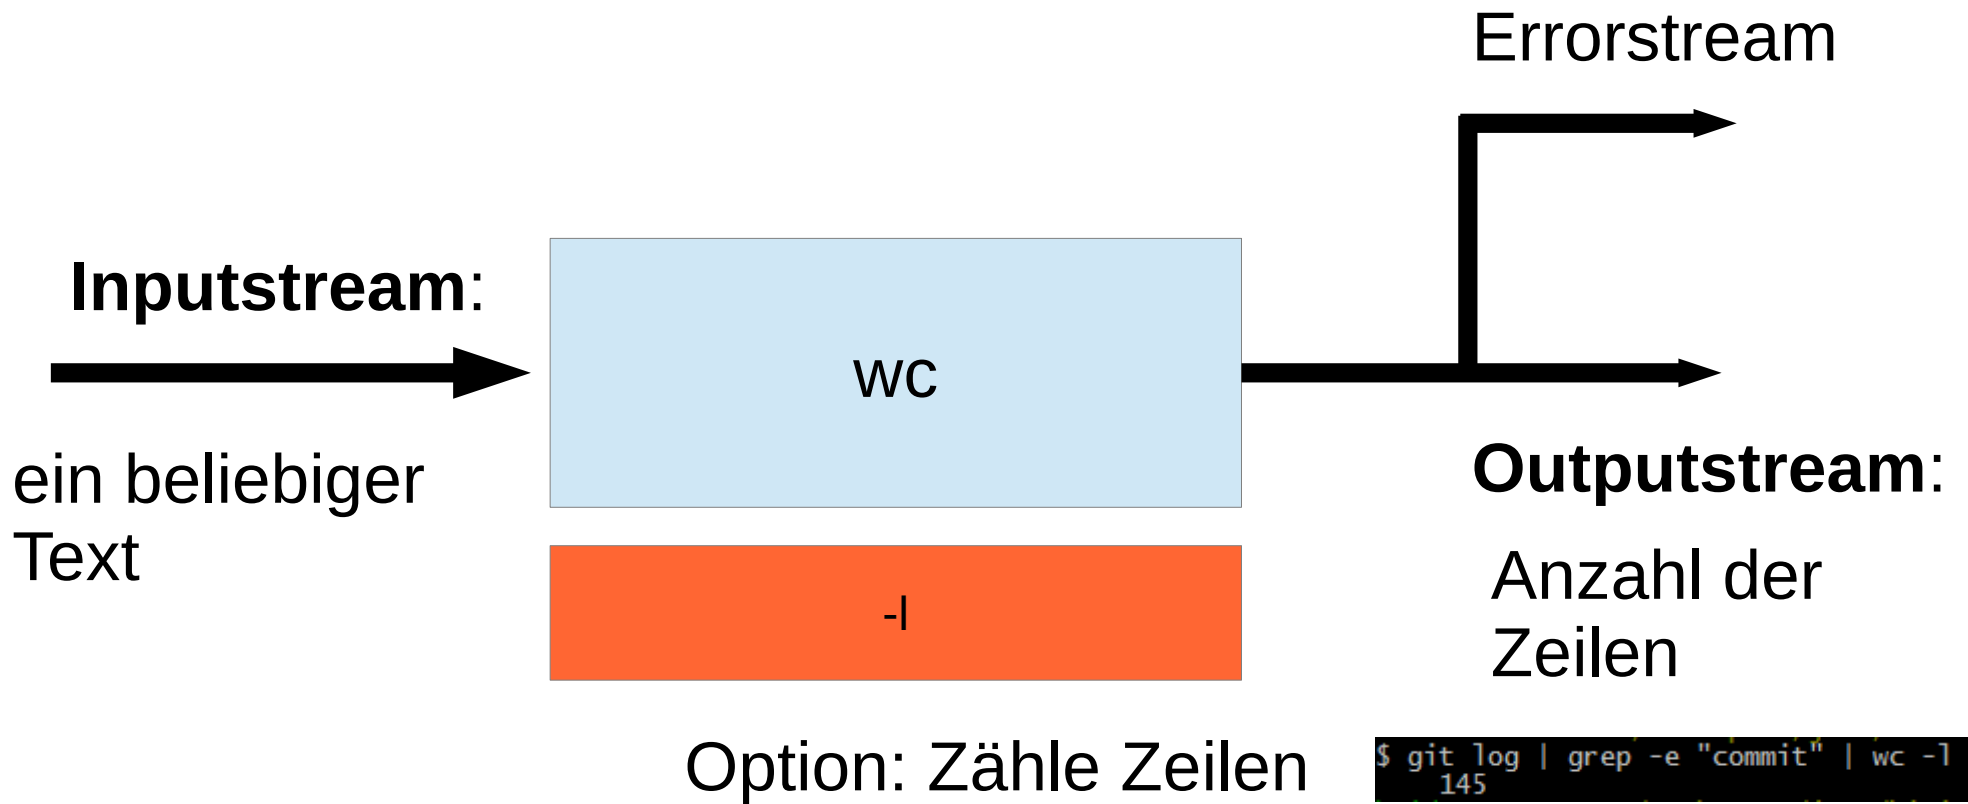 Errorstream
Inputstream:
wc
ein beliebiger
Text
Outputstream:
-l
Anzahl der
Zeilen
Option: Zähle Zeilen
$ git log | grep -e "commit" | wc -l
145